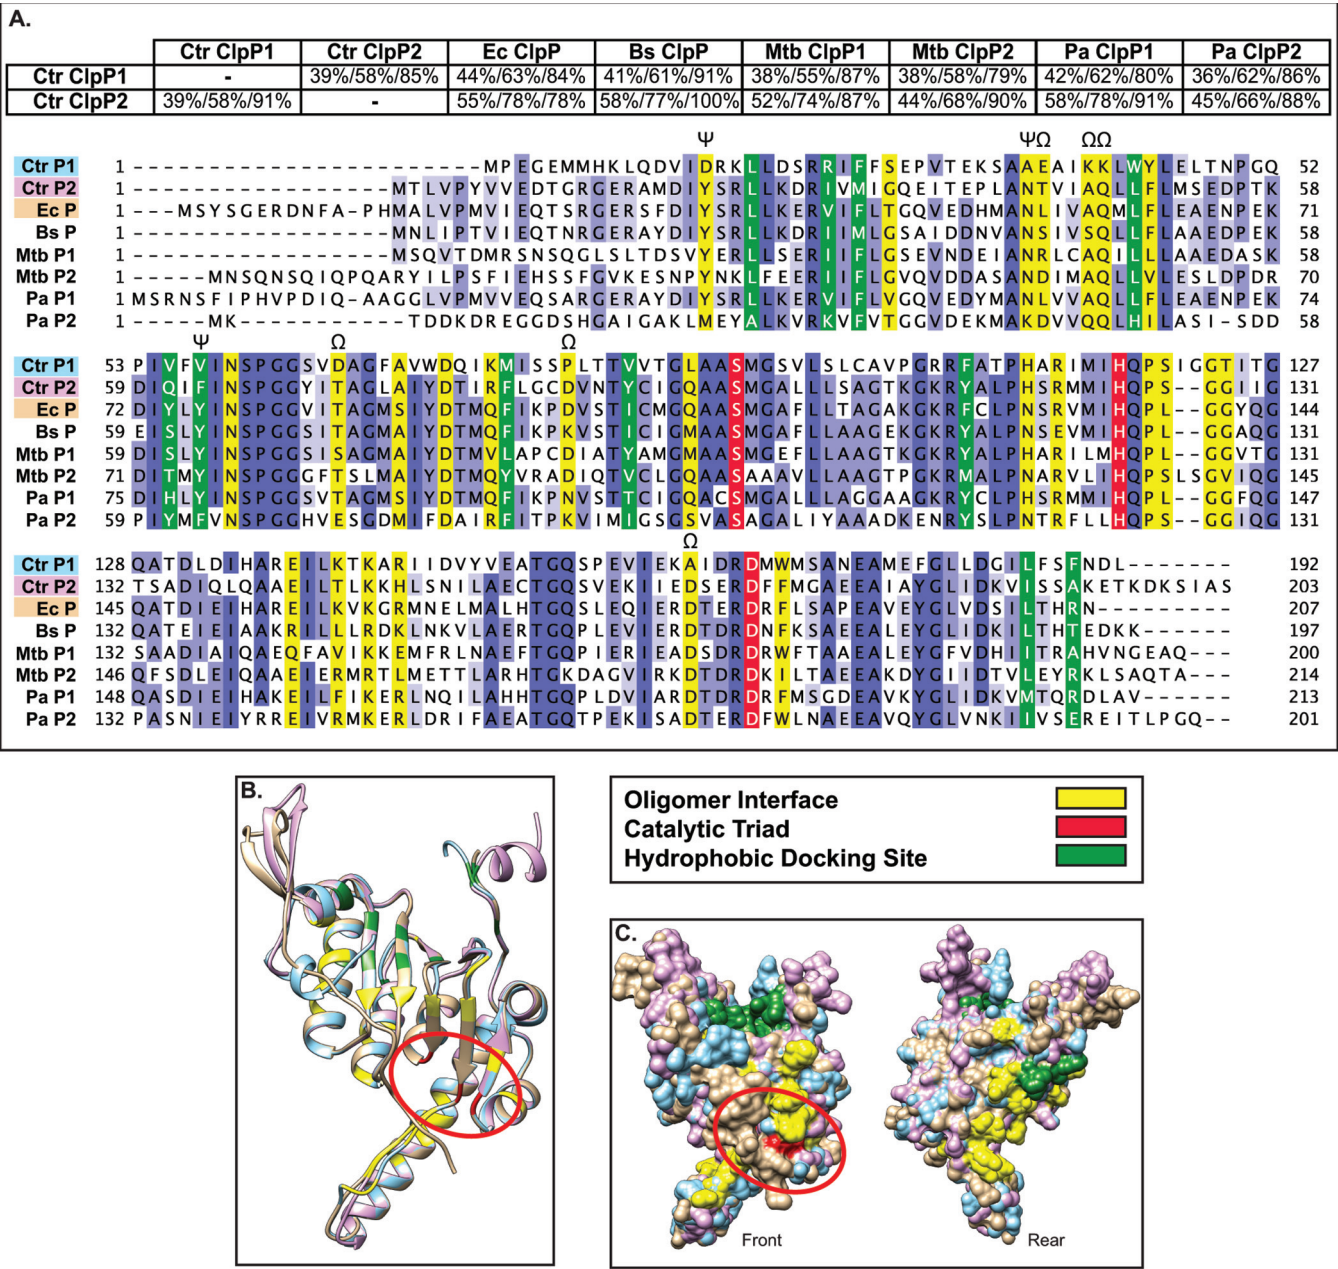 A.
Ctr ClpP1 Ctr ClpP2 Ec ClpP Bs ClpP Mtb ClpP1 Mtb ClpP2 Pa ClpP1 Pa ClpP2
Ctr ClpP1 - 39%/58%/85% 44%/63%/84% 41%/61%/91% 38%/55%/87% 38%/58%/79% 42%/62%/80% 36%/62%/86%
Ctr ClpP2 39%/58%/91% - 55%/78%/78% 58%/77%/100% 52%/74%/87% 44%/68%/90% 58%/78%/91% 45%/66%/88%
Ψ ΨΩ ΩΩ
Ctr P1 1 -----------------------MPEGEMMHKLQDVIDRKLLDSRRIFFSEPVTEKSAAEAIKKLWYLELTNPGQ 52
Ctr P2 1 -----------------MTLVPYVVEDTGRGERAMDIYSRLLKDRIVMIGQEITEPLANTVIAQLLFLMSEDPTK 58
Ec P 1 ---MSYSGERDNFA-PHMALVPMVIEQTSRGERSFDIYSRLLKERVIFLTGQVEDHMANLIVAQMLFLEAENPEK 71
Bs P 1 -----------------MNLIPTVIEQTNRGERAYDIYSRLLKDRIIMLGSAIDDNVANSIVSQLLFLAAEDPEK 58
Mtb P1 1 -----------------MSQVTDMRSNSQGLSLTDSVYERLLSERIIFLGSEVNDEIANRLCAQILLLAAEDASK 58
Mtb P2 1 -----MNSQNSQIQPQARYILPSFIEHSSFGVKESNPYNKLFEERIIFLGVQVDDASANDIMAQLLVLESLDPDR 70
Pa P1 1 MSRNSFIPHVPDIQ-AAGGLVPMVVEQSARGERAYDIYSRLLKERVIFLVGQVEDYMANLVVAQLLFLEAENPEK 74
Pa P2 1 -----MK-----------TDDKDREGGDSHGAIGAKLMEYALKVRKVFVTGGVDEKMAKDVVQQLHILASI-SDD 58
Ψ Ω Ω
Ctr P1 53 PIVFVINSPGGSVDAGFAVWDQIKMISSPLTTVVTGLAASMGSVLSLCAVPGRRFATPHARIMIHQPSIGGTITG 127
Ctr P2 59 DIQIFINSPGGYITAGLAIYDTIRFLGCDVNTYCIGQAASMGALLLSAGTKGKRYALPHSRMMIHQPS--GGIIG 131
Ec P 72 DIYLYINSPGGVITAGMSIYDTMQFIKPDVSTICMGQAASMGAFLLTAGAKGKRFCLPNSRVMIHQPL--GGYQG 144
Bs P 59 EISLYINSPGGSITAGMAIYDTMQFIKPKVSTICIGMAASMGAFLLAAGEKGKRYALPNSEVMIHQPL--GGAQG 131
Mtb P1 59 DISLYINSPGGSISAGMAIYDTMVLAPCDIATYAMGMAASMGEFLLAAGTKGKRYALPHARILMHQPL--GGVTG 131
Mtb P2 71 DITMYINSPGGGFTSLMAIYDTMQYVRADIQTVCLGQAASAAAVLLAAGTPGKRMALPNARVLIHQPSLSGVIQG 145
Pa P1 75 DIHLYINSPGGSVTAGMSIYDTMQFIKPNVSTTCIGQACSMGALLLAGGAAGKRYCLPHSRMMIHQPL--GGFQG 147
Pa P2 59 PIYMFVNSPGGHVESGDMIFDAIRFITPKVIMIGSGSVASAGALIYAAADKENRYSLPNTRFLLHQPS--GGIQG 131
Ω
Ctr P1 128 QATDLDIHAREILKTKARIIDVYVEATGQSPEVIEKAIDRDMWMSANEAMEFGLLDGILFSFNDL------- 192
Ctr P2 132 TSADIQLQAAEILTLKKHLSNILAECTGQSVEKIIEDSERDFFMGAEEAIAYGLIDKVISSAKETKDKSIAS 203
Ec P 145 QATDIEIHAREILKVKGRMNELMALHTGQSLEQIERDTERDRFLSAPEAVEYGLVDSILTHRN--------- 207
Bs P 132 QATEIEIAAKRILLLRDKLNKVLAERTGQPLEVIERDTDRDNFKSAEEALEYGLIDKILTHTEDKK------ 197
Mtb P1 132 SAADIAIQAEQFAVIKKEMFRLNAEFTGQPIERIEADSDRDRWFTAAEALEYGFVDHIITRAHVNGEAQ--- 200
Mtb P2 146 QFSDLEIQAAEIERMRTLMETTLARHTGKDAGVIRKDTDRDKILTAEEAKDYGIIDTVLEYRKLSAQTA---- 214
Pa P1 148 QASDIEIHAKEILFIKERLNQILAHHTGQPLDVIARDTDRDRFMSGDEAVKYGLIDKVMTQRDLAV------ 213
Pa P2 132 PASNIEIYRREIVRMKERLDRIFAEATGQTPEKISADTERDFWLNAEEAVQYGLVNKIIVSEREITLPGQ-- 201
B.
Oligomer Interface
Catalytic Triad
Hydrophobic Docking Site
C.
Front Rear